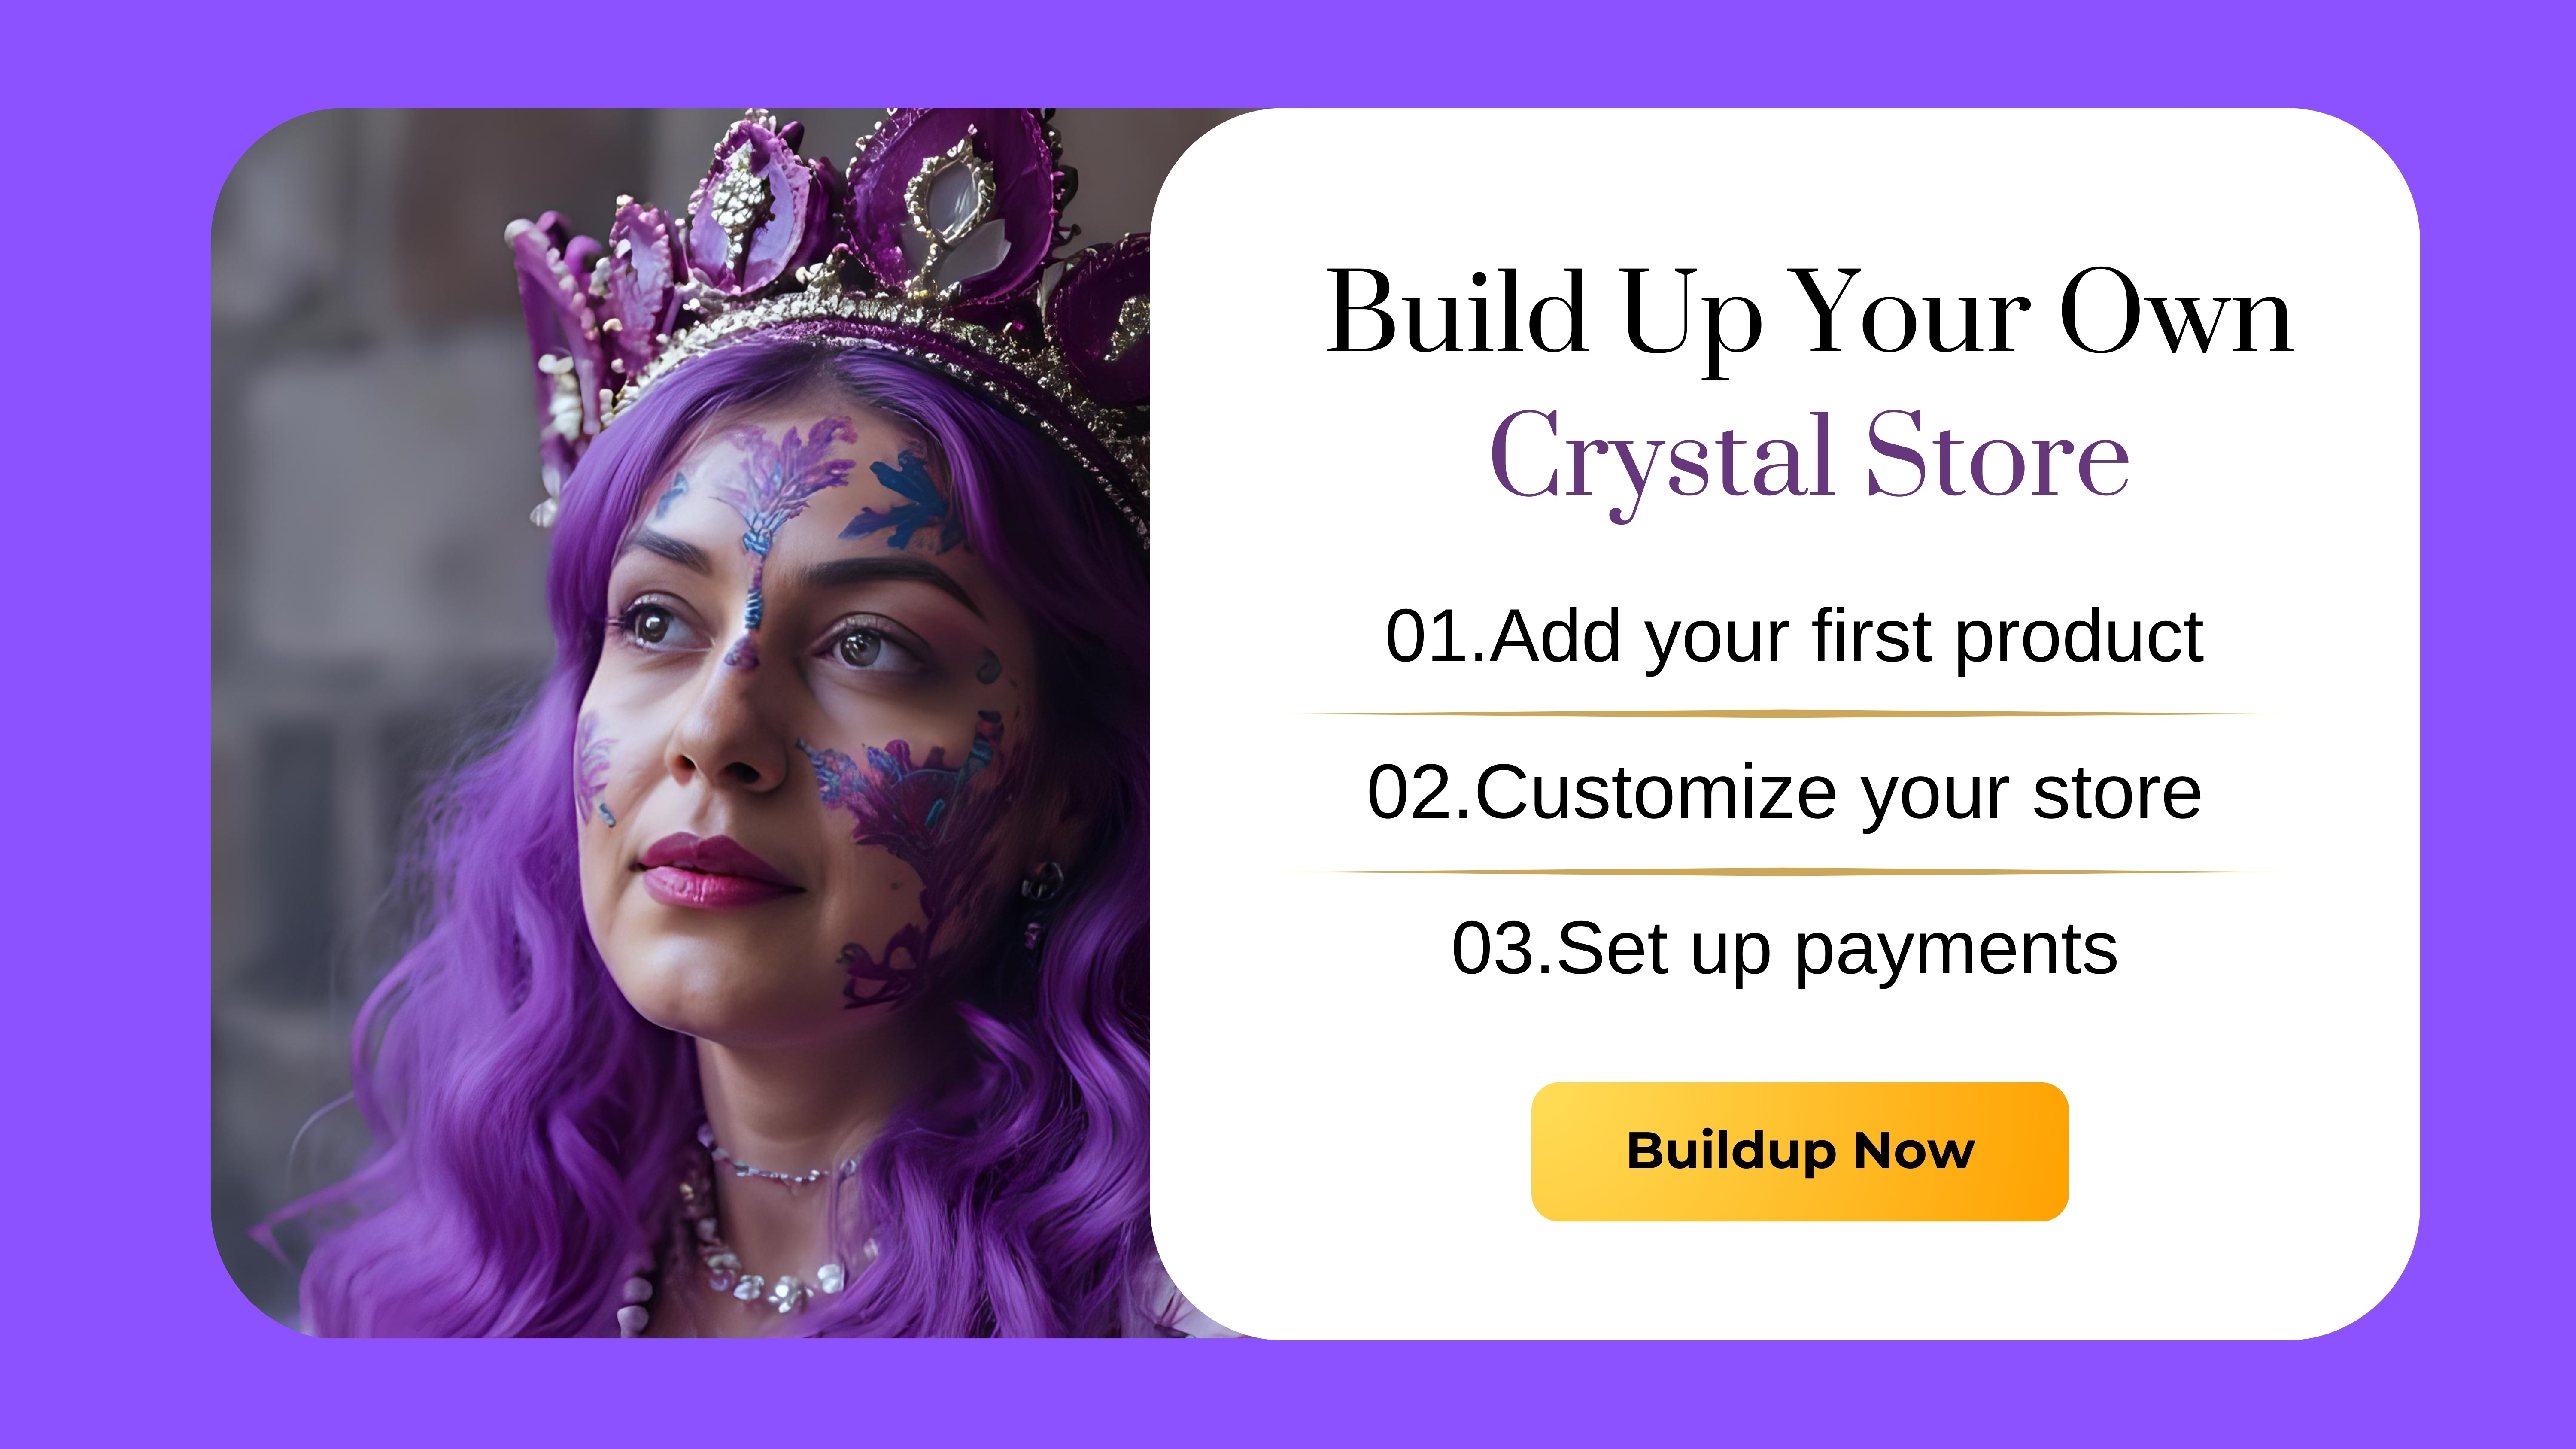 Build Up Your Own
Crystal Store
01.Add your first product
02.Customize your store
03.Set up payments
Buildup Now